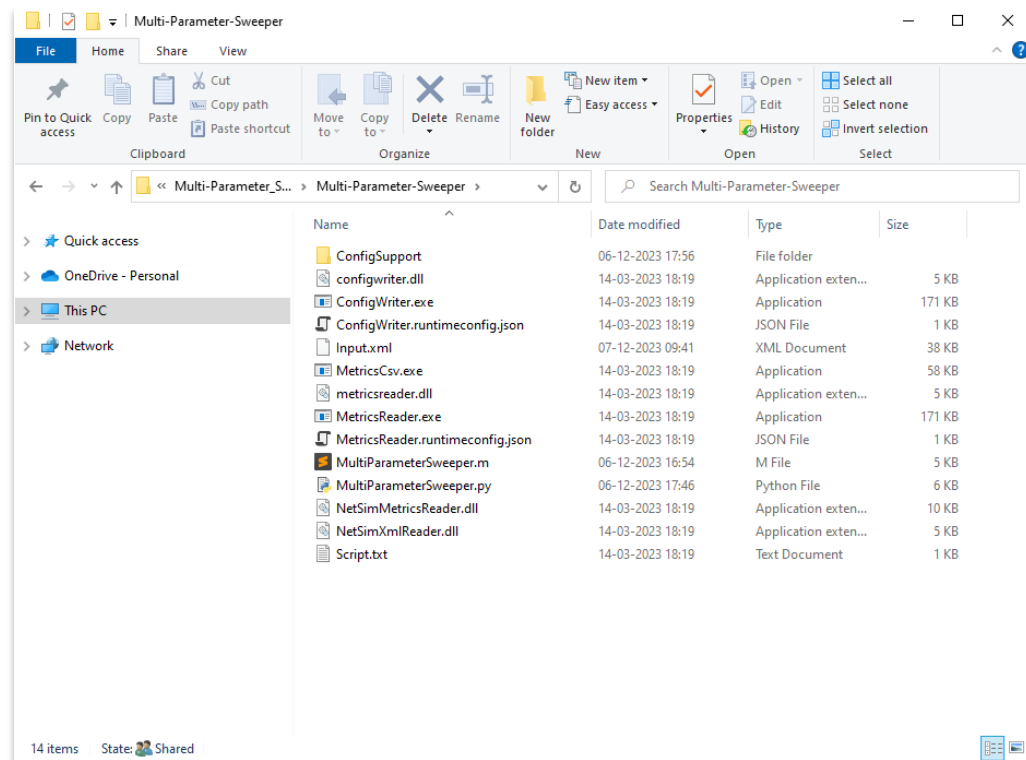 Multi-Parameter-Sweeper
File Home Share View
Pin to Quick access
Copy
Paste
Cut
Copy path
Paste shortcut
Clipboard
Move to
Copy to
Delete
Rename
Organize
New folder
New item
Easy access
New
Properties
Open
Edit
History
Open
Select all
Select none
Invert selection
Select
« Multi-Parameter_S... › Multi-Parameter-Sweeper ›
Search Multi-Parameter-Sweeper
Quick access
OneDrive - Personal
This PC
Network
Name Date modified Type Size
ConfigSupport 06-12-2023 17:56 File folder
configwriter.dll 14-03-2023 18:19 Application exten... 5 KB
ConfigWriter.exe 14-03-2023 18:19 Application 171 KB
ConfigWriter.runtimeconfig.json 14-03-2023 18:19 JSON File 1 KB
Input.xml 07-12-2023 09:41 XML Document 38 KB
MetricsCsv.exe 14-03-2023 18:19 Application 58 KB
metricsreader.dll 14-03-2023 18:19 Application exten... 5 KB
MetricsReader.exe 14-03-2023 18:19 Application 171 KB
MetricsReader.runtimeconfig.json 14-03-2023 18:19 JSON File 1 KB
MultiParameterSweeper.m 06-12-2023 16:54 M File 5 KB
MultiParameterSweeper.py 06-12-2023 17:46 Python File 6 KB
NetSimMetricsReader.dll 14-03-2023 18:19 Application exten... 10 KB
NetSimXmlReader.dll 14-03-2023 18:19 Application exten... 5 KB
Script.txt 14-03-2023 18:19 Text Document 1 KB
14 items State: Shared